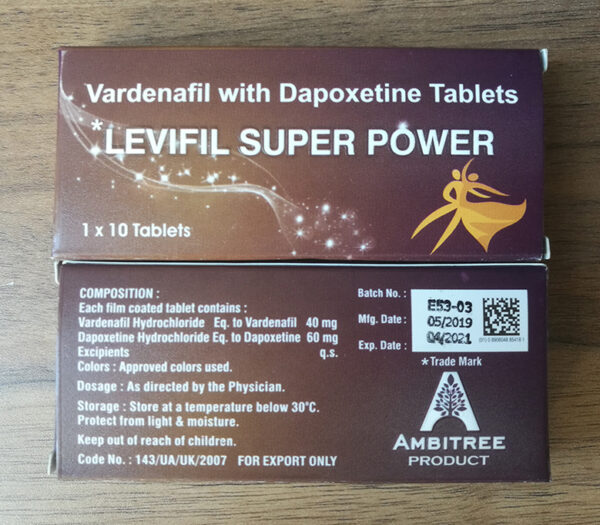 Vardenafil with Dapoxetine Tablets
*LEVIFIL SUPER POWER
1 x 10 Tablets
COMPOSITION :
Each film coated tablet contains :
Vardenafil Hydrochloride Eq. to Vardenafil 40 mg
Dapoxetine Hydrochloride Eq. to Dapoxetine 60 mg
Excipients q.s.
Colors : Approved colors used.
Dosage : As directed by the Physician.
Storage : Store at a temperature below 30°C.
Protect from light & moisture.
Keep out of reach of children.
Code No. : 143/UA/UK/2007 FOR EXPORT ONLY
Batch No. : E53-03
Mfg. Date : 05/2019
Exp. Date : 04/2021
*Trade Mark
AMBITREE
PRODUCT